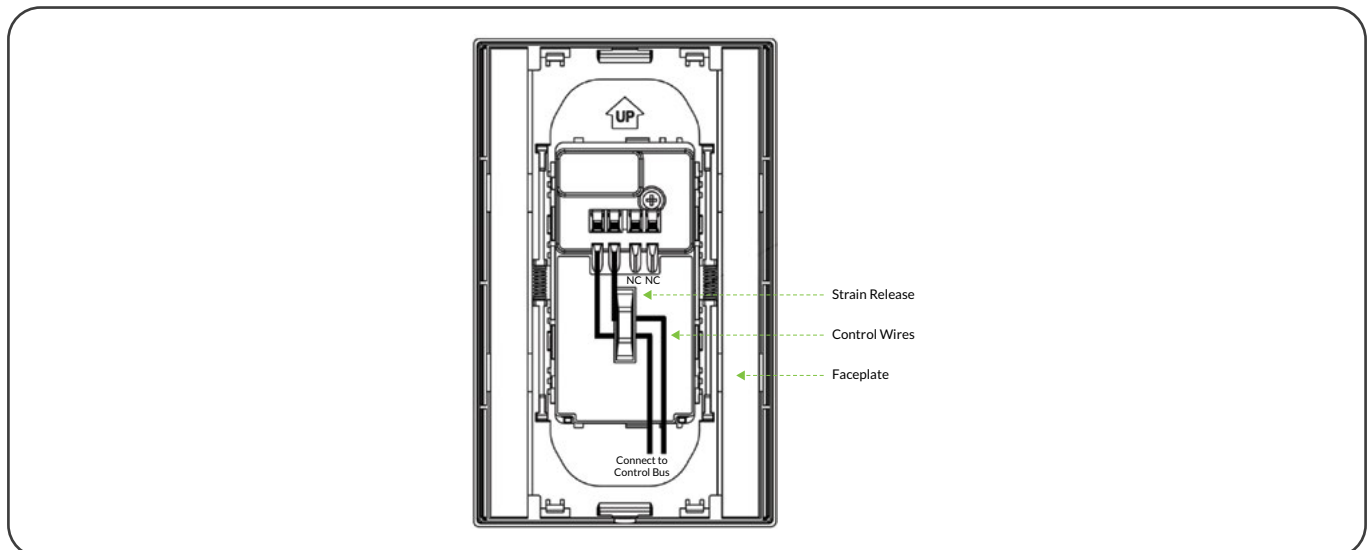 UP
NC NC
Strain Release
Control Wires
Faceplate
Connect to
Control Bus